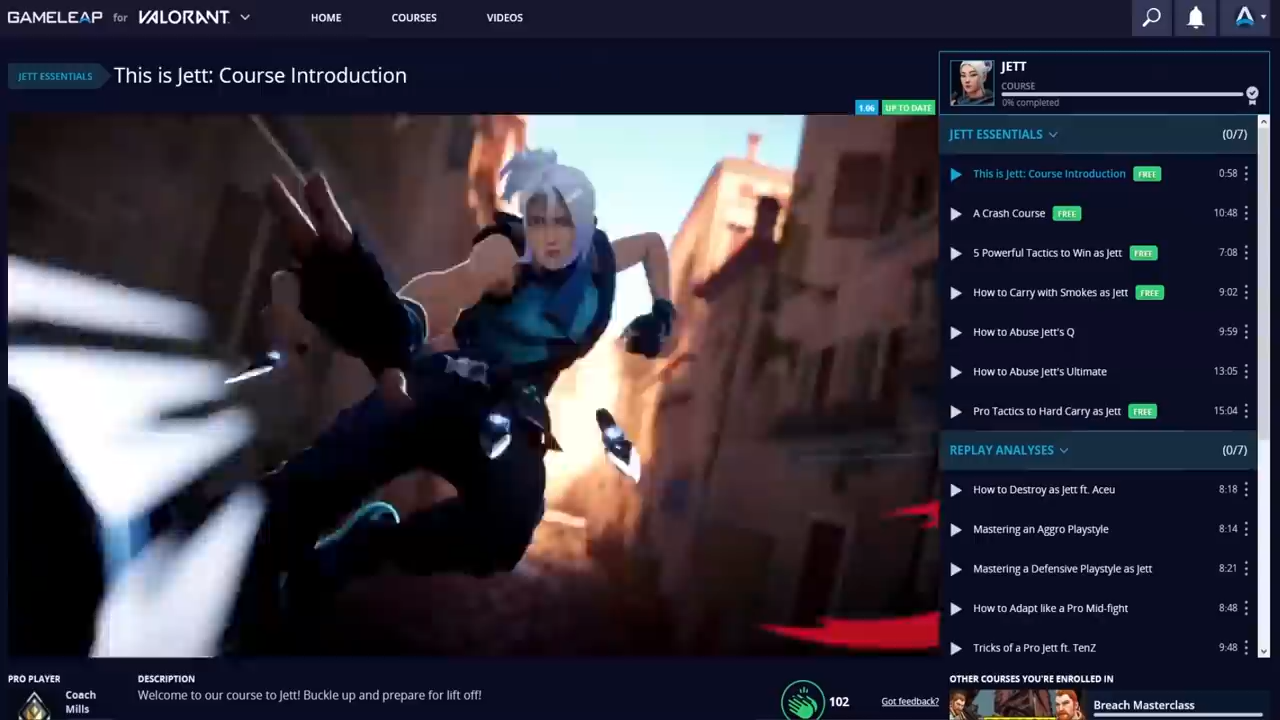 GAMELEAP for VALORANT
HOME
COURSES
VIDEOS
JETT ESSENTIALS
This is Jett: Course Introduction
1.06
UP TO DATE
JETT
COURSE
0% completed
JETT ESSENTIALS (0/7)
This is Jett: Course Introduction FREE 0:58
A Crash Course FREE 10:48
5 Powerful Tactics to Win as Jett FREE 7:08
How to Carry with Smokes as Jett FREE 9:02
How to Abuse Jett's Q 9:59
How to Abuse Jett's Ultimate 13:05
Pro Tactics to Hard Carry as Jett FREE 15:04
REPLAY ANALYSES (0/7)
How to Destroy as Jett ft. Aceu 8:18
Mastering an Aggro Playstyle 8:14
Mastering a Defensive Playstyle as Jett 8:21
How to Adapt like a Pro Mid-fight 8:48
Tricks of a Pro Jett ft. TenZ 9:48
PRO PLAYER
Coach
Mills
DESCRIPTION
Welcome to our course to Jett! Buckle up and prepare for lift off!
102
Got feedback?
OTHER COURSES YOU'RE ENROLLED IN
Breach Masterclass